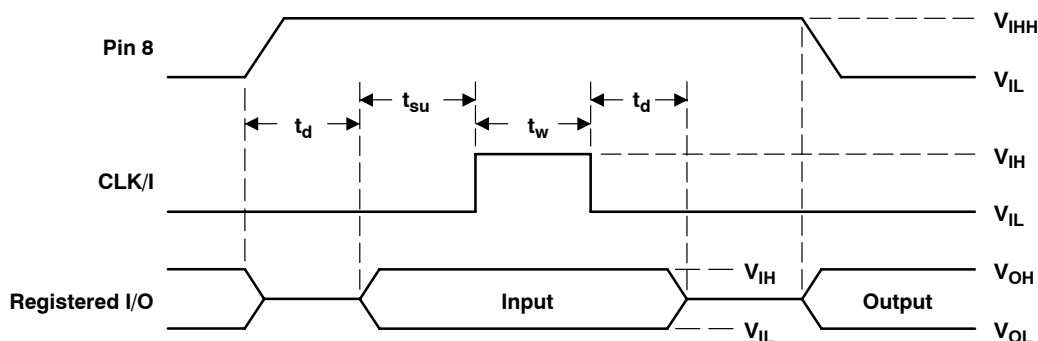 Pin 8
V_IHH
V_IL
t_su
t_d
t_d
t_w
V_IH
CLK/I
V_IL
V_IH
V_OH
Registered I/O
Input
Output
V_IL
V_OL